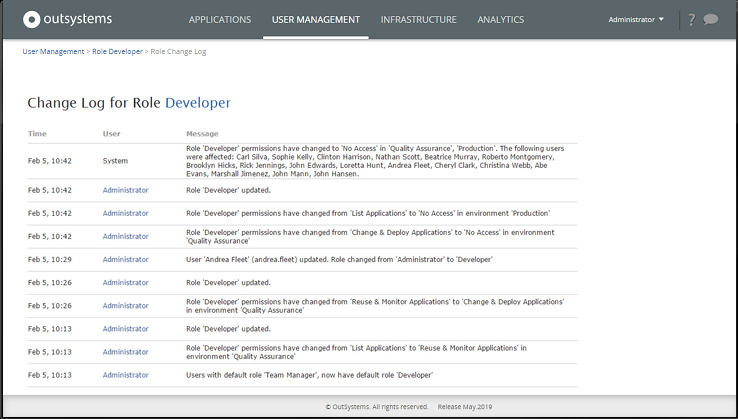 outsystems
APPLICATIONS USER MANAGEMENT INFRASTRUCTURE ANALYTICS Administrator ?
User Management > Role Developer > Role Change Log
Change Log for Role Developer
Time User Message
Role 'Developer' permissions have changed to 'No Access' in 'Quality Assurance', 'Production'. The following
Feb 5, 10:42 System users were affected: Carl Silva, Sophie Kelly, Clinton Harrison, Nathan Scott, Beatrice Murray, Roberto Montgomery,
Brooklyn Hicks, Rick Jennings, John Edwards, Loretta Hunt, Andrea Fleet, Cheryl Clark, Christina Webb, Abe
Evans, Marshall Jimenez, John Mann, John Hansen.
Feb 5, 10:42 Administrator Role 'Developer' updated.
Feb 5, 10:42 Administrator Role 'Developer' permissions have changed from 'List Applications' to 'No Access' in environment 'Production'
Feb 5, 10:42 Administrator Role 'Developer' permissions have changed from 'Change & Deploy Applications' to 'No Access' in environment
'Quality Assurance'
Feb 5, 10:29 Administrator User 'Andrea Fleet' (andrea.fleet) updated. Role changed from 'Administrator' to 'Developer'
Feb 5, 10:26 Administrator Role 'Developer' updated.
Feb 5, 10:26 Administrator Role 'Developer' permissions have changed from 'Reuse & Monitor Applications' to 'Change & Deploy Applications'
in environment 'Quality Assurance'
Feb 5, 10:13 Administrator Role 'Developer' updated.
Feb 5, 10:13 Administrator Role 'Developer' permissions have changed from 'List Applications' to 'Reuse & Monitor Applications' in
environment 'Quality Assurance'
Feb 5, 10:13 Administrator Users with default role 'Team Manager', now have default role 'Developer'
© OutSystems. All rights reserved. Release May.2019